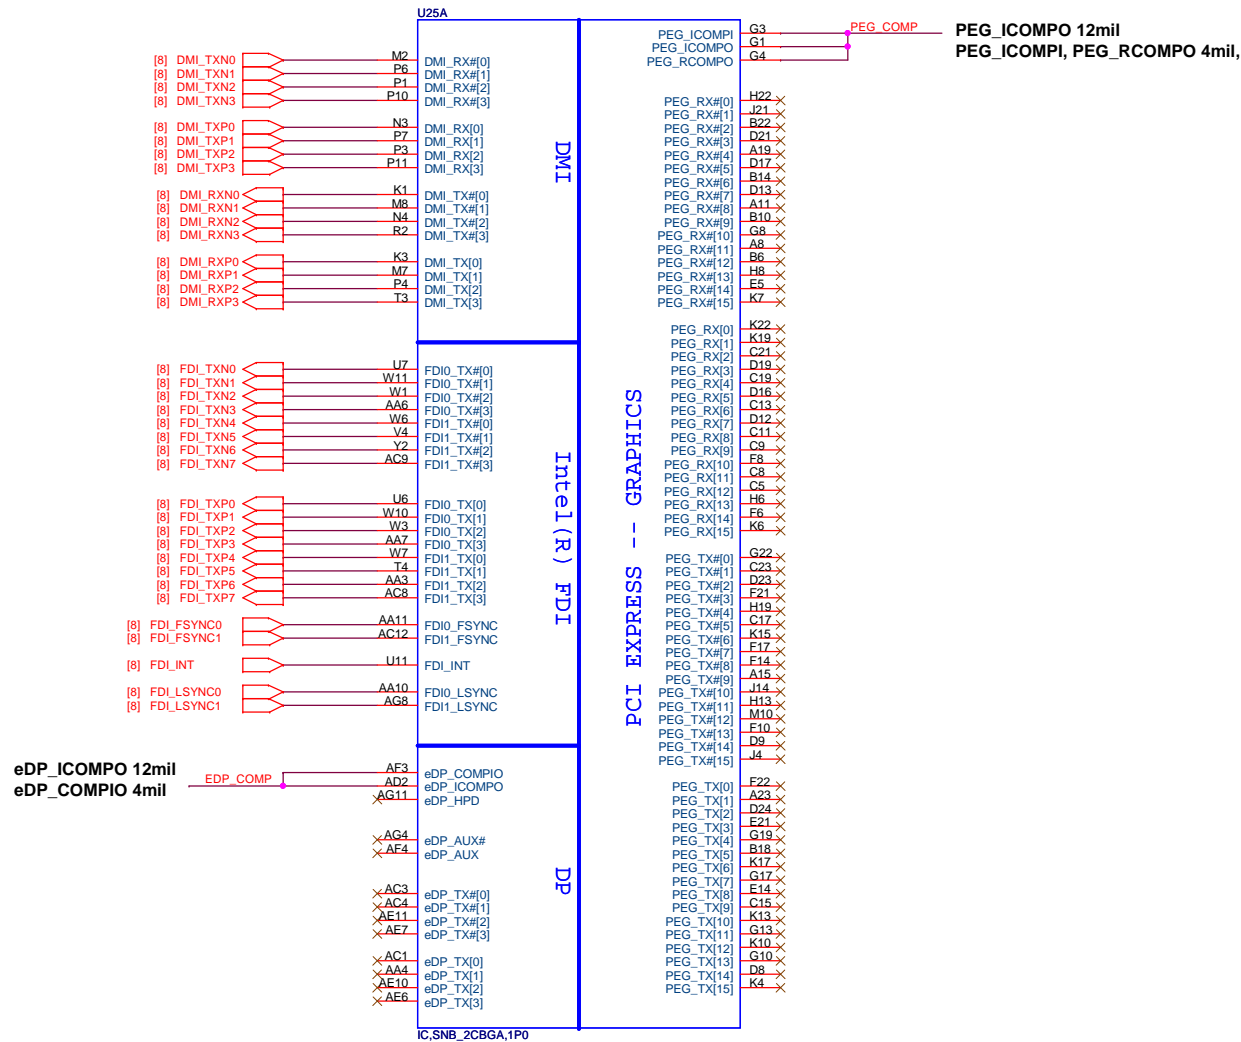 U25A
[8] DMI_TXN0 M2 DMI_RX#[0]
[8] DMI_TXN1 P6 DMI_RX#[1]
[8] DMI_TXN2 P1 DMI_RX#[2]
[8] DMI_TXN3 P10 DMI_RX#[3]
[8] DMI_TXP0 N3 DMI_RX[0]
[8] DMI_TXP1 P7 DMI_RX[1]
[8] DMI_TXP2 P3 DMI_RX[2]
[8] DMI_TXP3 P11 DMI_RX[3]
[8] DMI_RXN0 K1 DMI_TX#[0]
[8] DMI_RXN1 M8 DMI_TX#[1]
[8] DMI_RXN2 N4 DMI_TX#[2]
[8] DMI_RXN3 R2 DMI_TX#[3]
[8] DMI_RXP0 K3 DMI_TX[0]
[8] DMI_RXP1 M7 DMI_TX[1]
[8] DMI_RXP2 P4 DMI_TX[2]
[8] DMI_RXP3 T3 DMI_TX[3]
DMI
[8] FDI_TXN0 U7 FDI0_TX#[0]
[8] FDI_TXN1 W11 FDI0_TX#[1]
[8] FDI_TXN2 W1 FDI0_TX#[2]
[8] FDI_TXN3 AA6 FDI0_TX#[3]
[8] FDI_TXN4 W6 FDI1_TX#[0]
[8] FDI_TXN5 V4 FDI1_TX#[1]
[8] FDI_TXN6 Y2 FDI1_TX#[2]
[8] FDI_TXN7 AC9 FDI1_TX#[3]
[8] FDI_TXP0 U6 FDI0_TX[0]
[8] FDI_TXP1 W10 FDI0_TX[1]
[8] FDI_TXP2 W3 FDI0_TX[2]
[8] FDI_TXP3 AA7 FDI0_TX[3]
[8] FDI_TXP4 W7 FDI1_TX[0]
[8] FDI_TXP5 T4 FDI1_TX[1]
[8] FDI_TXP6 AA3 FDI1_TX[2]
[8] FDI_TXP7 AC8 FDI1_TX[3]
[8] FDI_FSYNC0 AA11 FDI0_FSYNC
[8] FDI_FSYNC1 AC12 FDI1_FSYNC
[8] FDI_INT U11 FDI_INT
[8] FDI_LSYNC0 AA10 FDI0_LSYNC
[8] FDI_LSYNC1 AG8 FDI1_LSYNC
Intel(R) FDI
eDP_ICOMPO 12mil
eDP_COMPIO 4mil
EDP_COMP
AF3 eDP_COMPIO
AD2 eDP_ICOMPO
AG11 eDP_HPD
AG4 eDP_AUX#
AF4 eDP_AUX
AC3 eDP_TX#[0]
AC4 eDP_TX#[1]
AE11 eDP_TX#[2]
AE7 eDP_TX#[3]
AC1 eDP_TX[0]
AA4 eDP_TX[1]
AE10 eDP_TX[2]
AE6 eDP_TX[3]
DP
PCI EXPRESS -- GRAPHICS
PEG_ICOMPI G3 PEG_COMP
PEG_ICOMPO G1
PEG_RCOMPO G4
PEG_ICOMPO 12mil
PEG_ICOMPI, PEG_RCOMPO 4mil,
PEG_RX#[0] H22
PEG_RX#[1] J21
PEG_RX#[2] B22
PEG_RX#[3] D21
PEG_RX#[4] A19
PEG_RX#[5] D17
PEG_RX#[6] B14
PEG_RX#[7] D13
PEG_RX#[8] A11
PEG_RX#[9] B10
PEG_RX#[10] G8
PEG_RX#[11] A8
PEG_RX#[12] B6
PEG_RX#[13] H8
PEG_RX#[14] E5
PEG_RX#[15] K7
PEG_RX[0] K22
PEG_RX[1] K19
PEG_RX[2] C21
PEG_RX[3] D19
PEG_RX[4] C19
PEG_RX[5] D16
PEG_RX[6] C13
PEG_RX[7] D12
PEG_RX[8] C11
PEG_RX[9] C9
PEG_RX[10] F8
PEG_RX[11] C8
PEG_RX[12] C5
PEG_RX[13] H6
PEG_RX[14] F6
PEG_RX[15] K6
PEG_TX#[0] G22
PEG_TX#[1] C23
PEG_TX#[2] D23
PEG_TX#[3] F21
PEG_TX#[4] H19
PEG_TX#[5] C17
PEG_TX#[6] K15
PEG_TX#[7] F17
PEG_TX#[8] F14
PEG_TX#[9] A15
PEG_TX#[10] J14
PEG_TX#[11] H13
PEG_TX#[12] M10
PEG_TX#[13] F10
PEG_TX#[14] D9
PEG_TX#[15] J4
PEG_TX[0] F22
PEG_TX[1] A23
PEG_TX[2] D24
PEG_TX[3] E21
PEG_TX[4] G19
PEG_TX[5] B18
PEG_TX[6] K17
PEG_TX[7] G17
PEG_TX[8] E14
PEG_TX[9] C15
PEG_TX[10] K13
PEG_TX[11] G13
PEG_TX[12] K10
PEG_TX[13] G10
PEG_TX[14] D8
PEG_TX[15] K4
IC,SNB_2CBGA,1P0